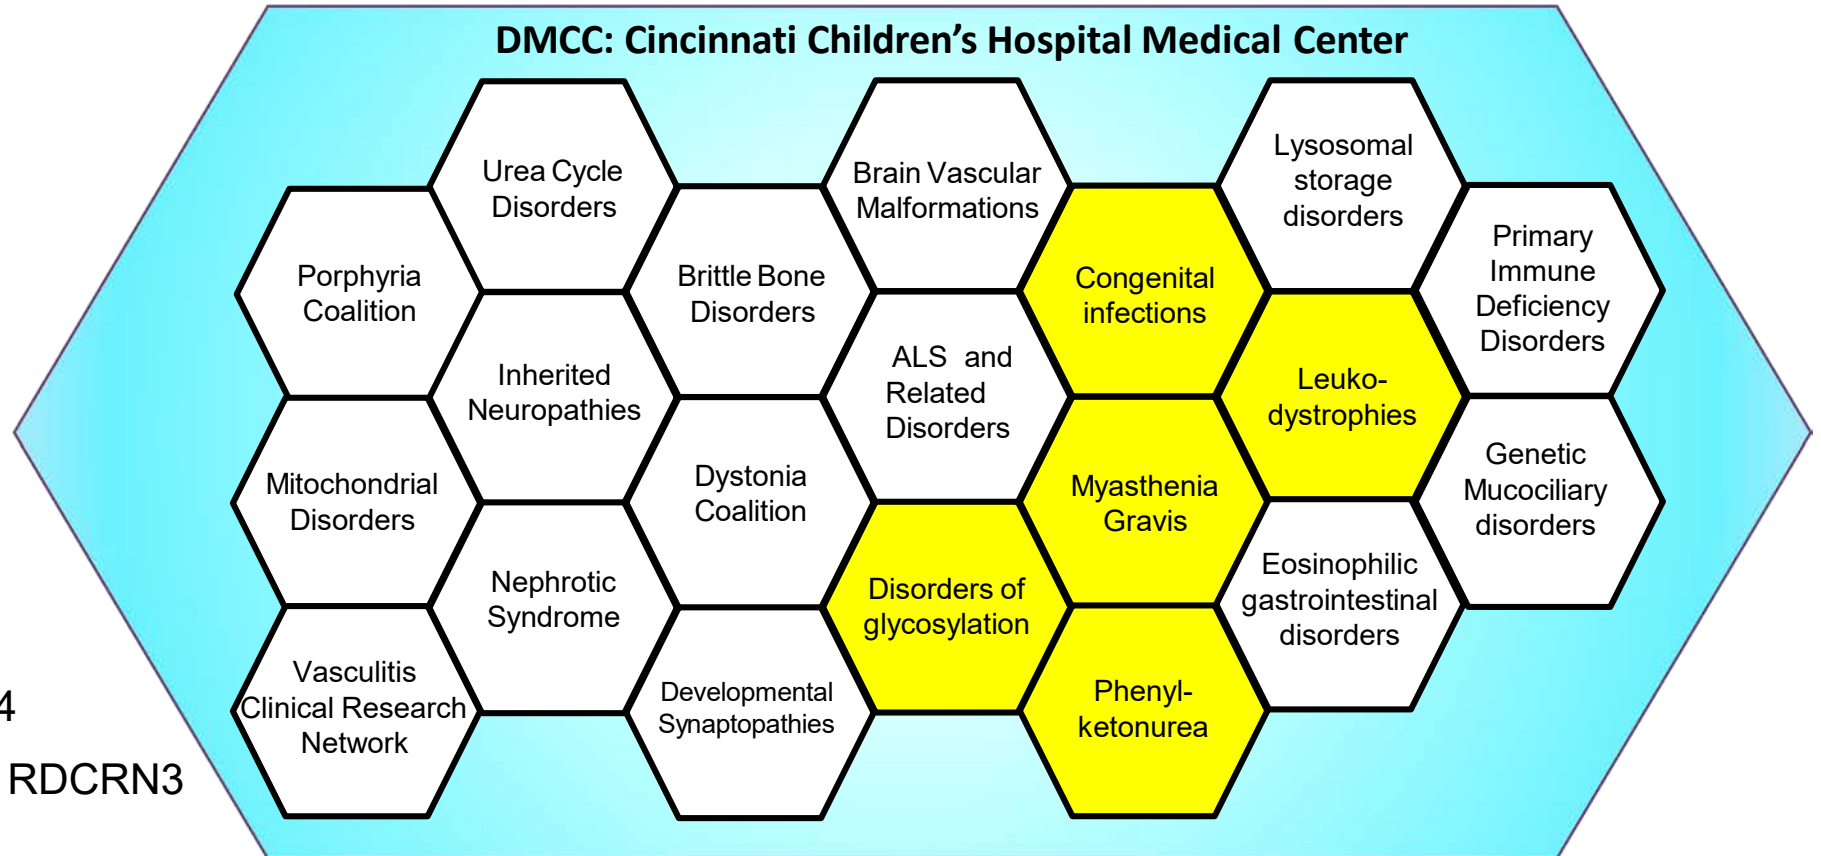 DMCC: Cincinnati Children’s Hospital Medical Center
Urea Cycle
Disorders
Brain Vascular
Malformations
Lysosomal
storage
disorders
Porphyria
Coalition
Brittle Bone
Disorders
Congenital
infections
Primary
Immune
Deficiency
Disorders
Inherited
Neuropathies
ALS and
Related
Disorders
Leuko-
dystrophies
Mitochondrial
Disorders
Dystonia
Coalition
Myasthenia
Gravis
Genetic
Mucociliary
disorders
Nephrotic
Syndrome
Disorders of
glycosylation
Eosinophilic
gastrointestinal
disorders
Vasculitis
Clinical Research
Network
Developmental
Synaptopathies
Phenyl-
ketonurea
4
RDCRN3